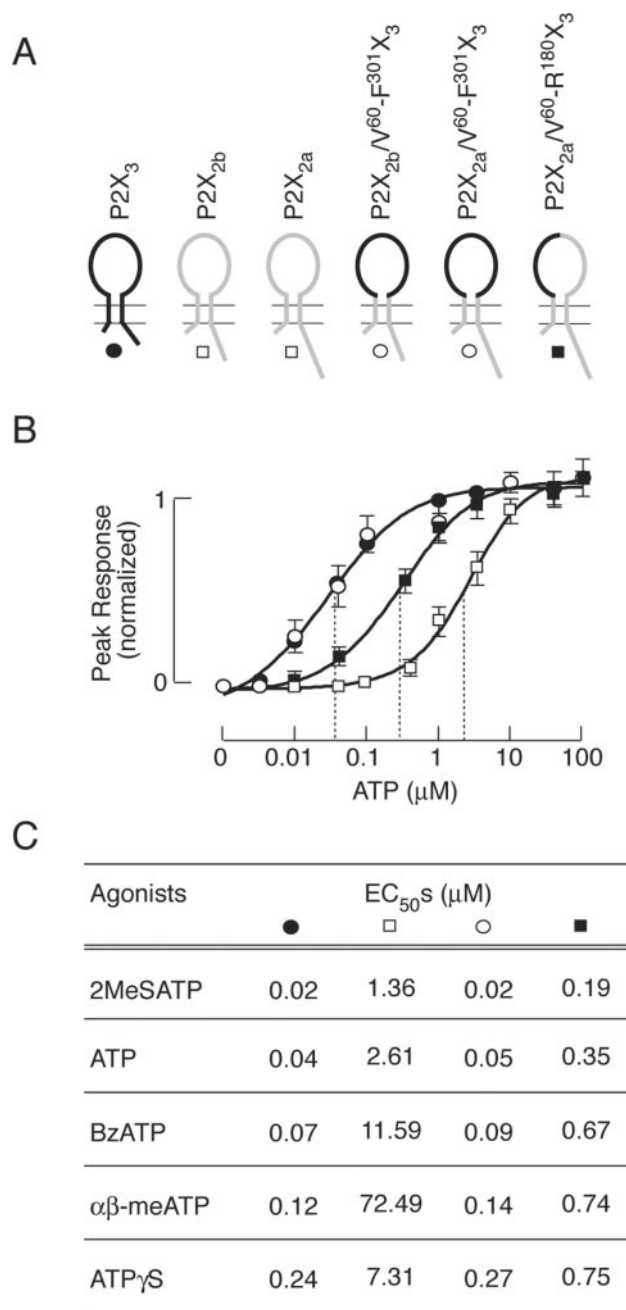 A
P2X₃
P2X₂b
P2X₂a
P2X₂b/V⁶⁰-F³⁰¹X₃
P2X₂a/V⁶⁰-F³⁰¹X₃
P2X₂a/V⁶⁰-R¹⁸⁰X₃
B
Peak Response
(normalized)
1
0
0 0.01 0.1 1 10 100
ATP (μM)
C
Agonists EC₅₀s (μM)
● □ ○ ■
2MeSATP 0.02 1.36 0.02 0.19
ATP 0.04 2.61 0.05 0.35
BzATP 0.07 11.59 0.09 0.67
αβ-meATP 0.12 72.49 0.14 0.74
ATPγS 0.24 7.31 0.27 0.75